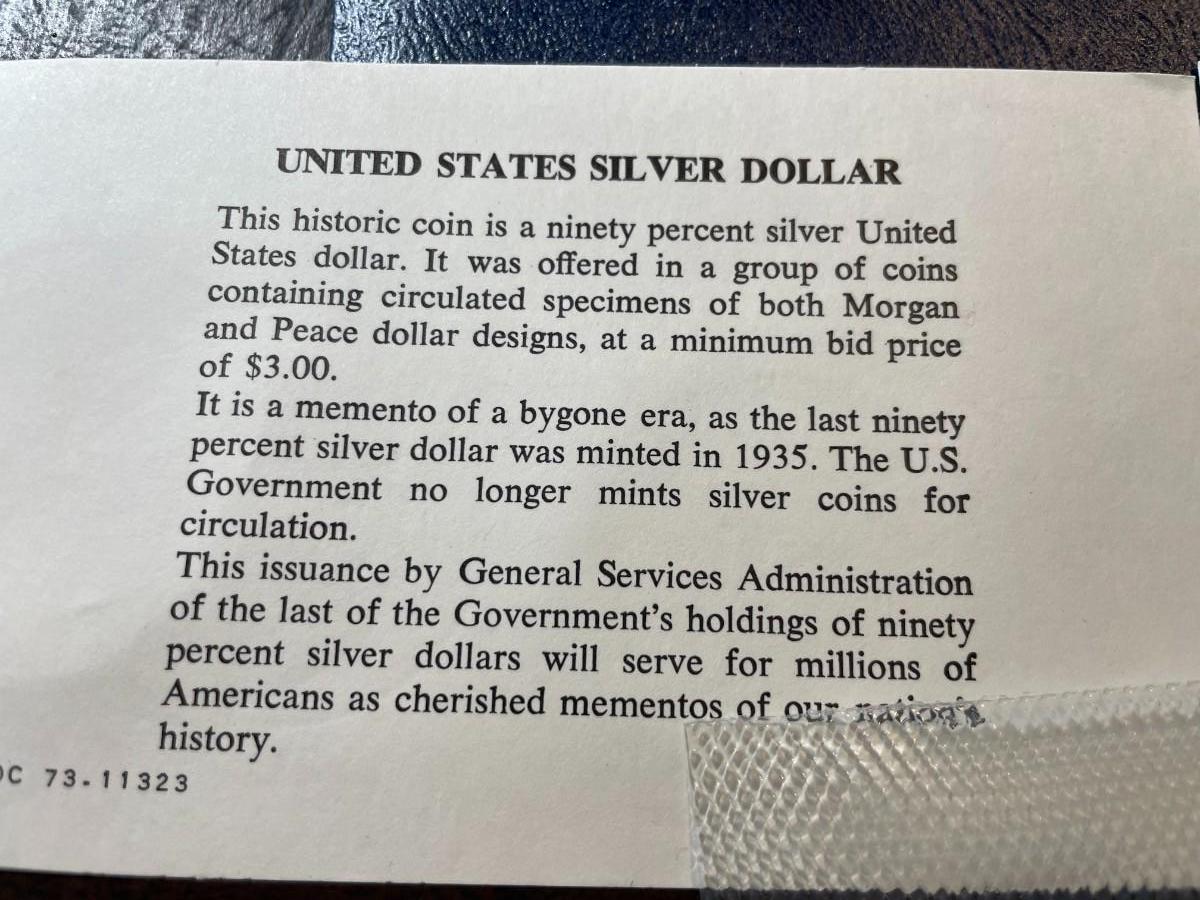 UNITED STATES SILVER DOLLAR
This historic coin is a ninety percent silver United
States dollar. It was offered in a group of coins
containing circulated specimens of both Morgan
and Peace dollar designs, at a minimum bid price
of $3.00.
It is a memento of a bygone era, as the last ninety
percent silver dollar was minted in 1935. The U.S.
Government no longer mints silver coins for
circulation.
This issuance by General Services Administration
of the last of the Government's holdings of ninety
percent silver dollars will serve for millions of
Americans as cherished mementos of our nation's
history.
DC 73-11323